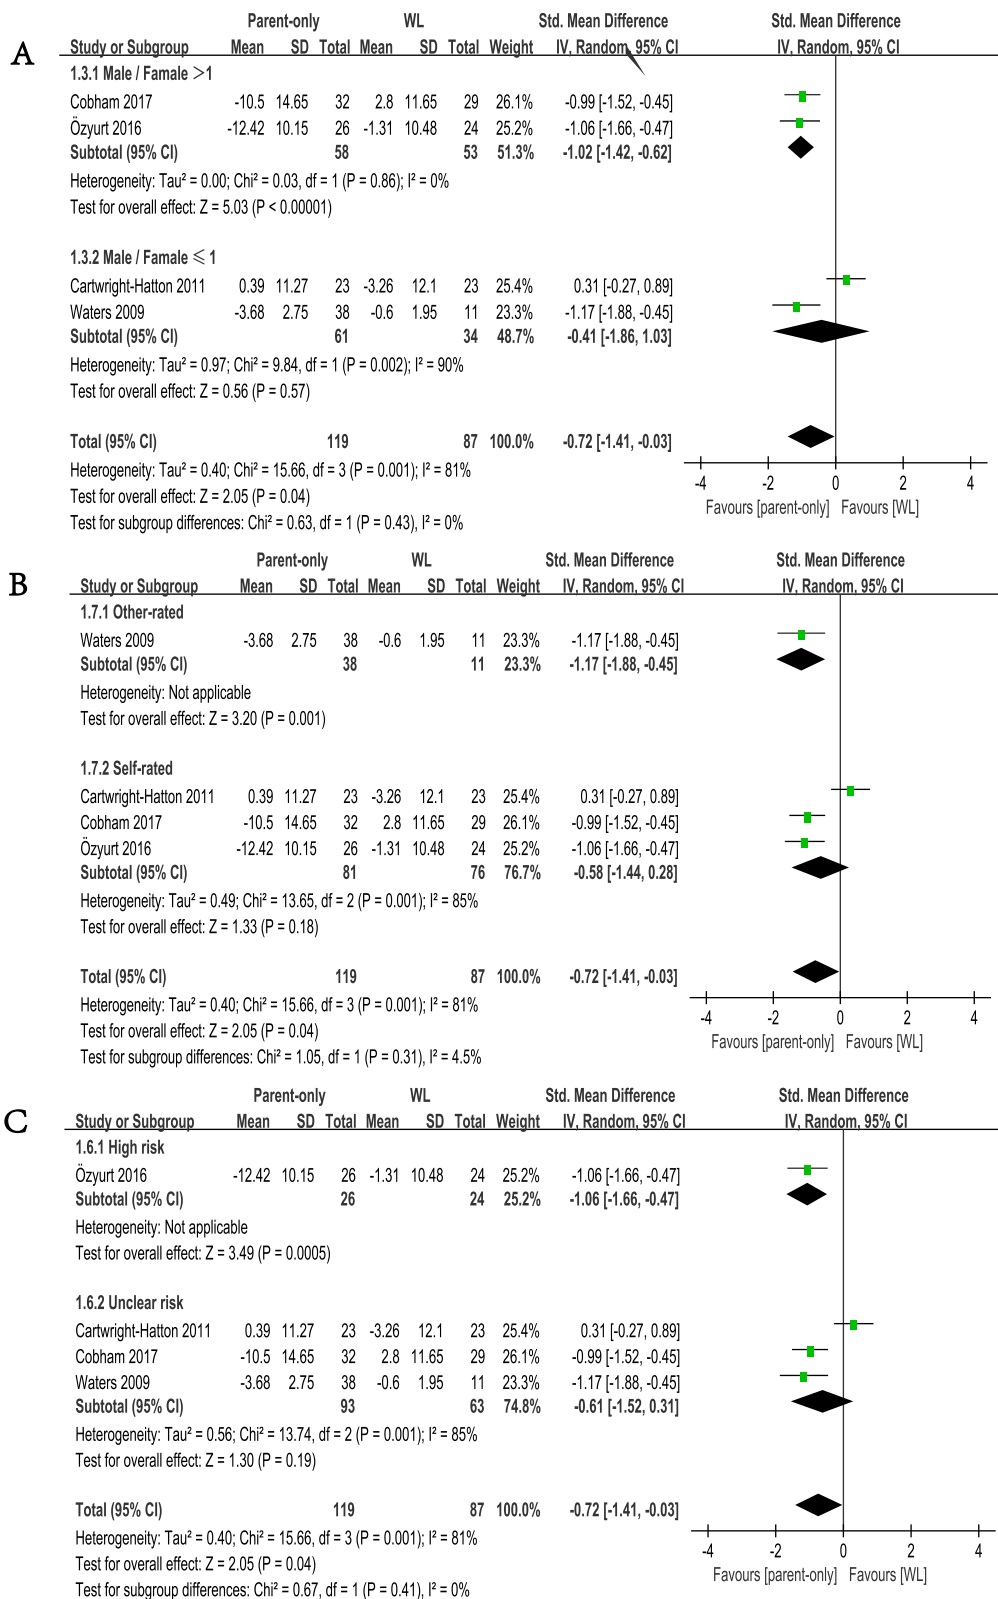 A
Parent-only WL Std. Mean Difference Std. Mean Difference
Study or Subgroup Mean SD Total Mean SD Total Weight IV, Random, 95% CI IV, Random, 95% CI
1.3.1 Male / Famale >1
Cobham 2017 -10.5 14.65 32 2.8 11.65 29 26.1% -0.99 [-1.52, -0.45]
Özyurt 2016 -12.42 10.15 26 -1.31 10.48 24 25.2% -1.06 [-1.66, -0.47]
Subtotal (95% CI) 58 53 51.3% -1.02 [-1.42, -0.62]
Heterogeneity: Tau² = 0.00; Chi² = 0.03, df = 1 (P = 0.86); I² = 0%
Test for overall effect: Z = 5.03 (P < 0.00001)
1.3.2 Male / Famale ≤ 1
Cartwright-Hatton 2011 0.39 11.27 23 -3.26 12.1 23 25.4% 0.31 [-0.27, 0.89]
Waters 2009 -3.68 2.75 38 -0.6 1.95 11 23.3% -1.17 [-1.88, -0.45]
Subtotal (95% CI) 61 34 48.7% -0.41 [-1.86, 1.03]
Heterogeneity: Tau² = 0.97; Chi² = 9.84, df = 1 (P = 0.002); I² = 90%
Test for overall effect: Z = 0.56 (P = 0.57)
Total (95% CI) 119 87 100.0% -0.72 [-1.41, -0.03]
Heterogeneity: Tau² = 0.40; Chi² = 15.66, df = 3 (P = 0.001); I² = 81%
Test for overall effect: Z = 2.05 (P = 0.04)
Test for subgroup differences: Chi² = 0.63, df = 1 (P = 0.43), I² = 0%
-4 -2 0 2 4
Favours [parent-only] Favours [WL]
B
Parent-only WL Std. Mean Difference Std. Mean Difference
Study or Subgroup Mean SD Total Mean SD Total Weight IV, Random, 95% CI IV, Random, 95% CI
1.7.1 Other-rated
Waters 2009 -3.68 2.75 38 -0.6 1.95 11 23.3% -1.17 [-1.88, -0.45]
Subtotal (95% CI) 38 11 23.3% -1.17 [-1.88, -0.45]
Heterogeneity: Not applicable
Test for overall effect: Z = 3.20 (P = 0.001)
1.7.2 Self-rated
Cartwright-Hatton 2011 0.39 11.27 23 -3.26 12.1 23 25.4% 0.31 [-0.27, 0.89]
Cobham 2017 -10.5 14.65 32 2.8 11.65 29 26.1% -0.99 [-1.52, -0.45]
Özyurt 2016 -12.42 10.15 26 -1.31 10.48 24 25.2% -1.06 [-1.66, -0.47]
Subtotal (95% CI) 81 76 76.7% -0.58 [-1.44, 0.28]
Heterogeneity: Tau² = 0.49; Chi² = 13.65, df = 2 (P = 0.001); I² = 85%
Test for overall effect: Z = 1.33 (P = 0.18)
Total (95% CI) 119 87 100.0% -0.72 [-1.41, -0.03]
Heterogeneity: Tau² = 0.40; Chi² = 15.66, df = 3 (P = 0.001); I² = 81%
Test for overall effect: Z = 2.05 (P = 0.04)
Test for subgroup differences: Chi² = 1.05, df = 1 (P = 0.31), I² = 4.5%
-4 -2 0 2 4
Favours [parent-only] Favours [WL]
C
Parent-only WL Std. Mean Difference Std. Mean Difference
Study or Subgroup Mean SD Total Mean SD Total Weight IV, Random, 95% CI IV, Random, 95% CI
1.6.1 High risk
Özyurt 2016 -12.42 10.15 26 -1.31 10.48 24 25.2% -1.06 [-1.66, -0.47]
Subtotal (95% CI) 26 24 25.2% -1.06 [-1.66, -0.47]
Heterogeneity: Not applicable
Test for overall effect: Z = 3.49 (P = 0.0005)
1.6.2 Unclear risk
Cartwright-Hatton 2011 0.39 11.27 23 -3.26 12.1 23 25.4% 0.31 [-0.27, 0.89]
Cobham 2017 -10.5 14.65 32 2.8 11.65 29 26.1% -0.99 [-1.52, -0.45]
Waters 2009 -3.68 2.75 38 -0.6 1.95 11 23.3% -1.17 [-1.88, -0.45]
Subtotal (95% CI) 93 63 74.8% -0.61 [-1.52, 0.31]
Heterogeneity: Tau² = 0.56; Chi² = 13.74, df = 2 (P = 0.001); I² = 85%
Test for overall effect: Z = 1.30 (P = 0.19)
Total (95% CI) 119 87 100.0% -0.72 [-1.41, -0.03]
Heterogeneity: Tau² = 0.40; Chi² = 15.66, df = 3 (P = 0.001); I² = 81%
Test for overall effect: Z = 2.05 (P = 0.04)
Test for subgroup differences: Chi² = 0.67, df = 1 (P = 0.41), I² = 0%
-4 -2 0 2 4
Favours [parent-only] Favours [WL]